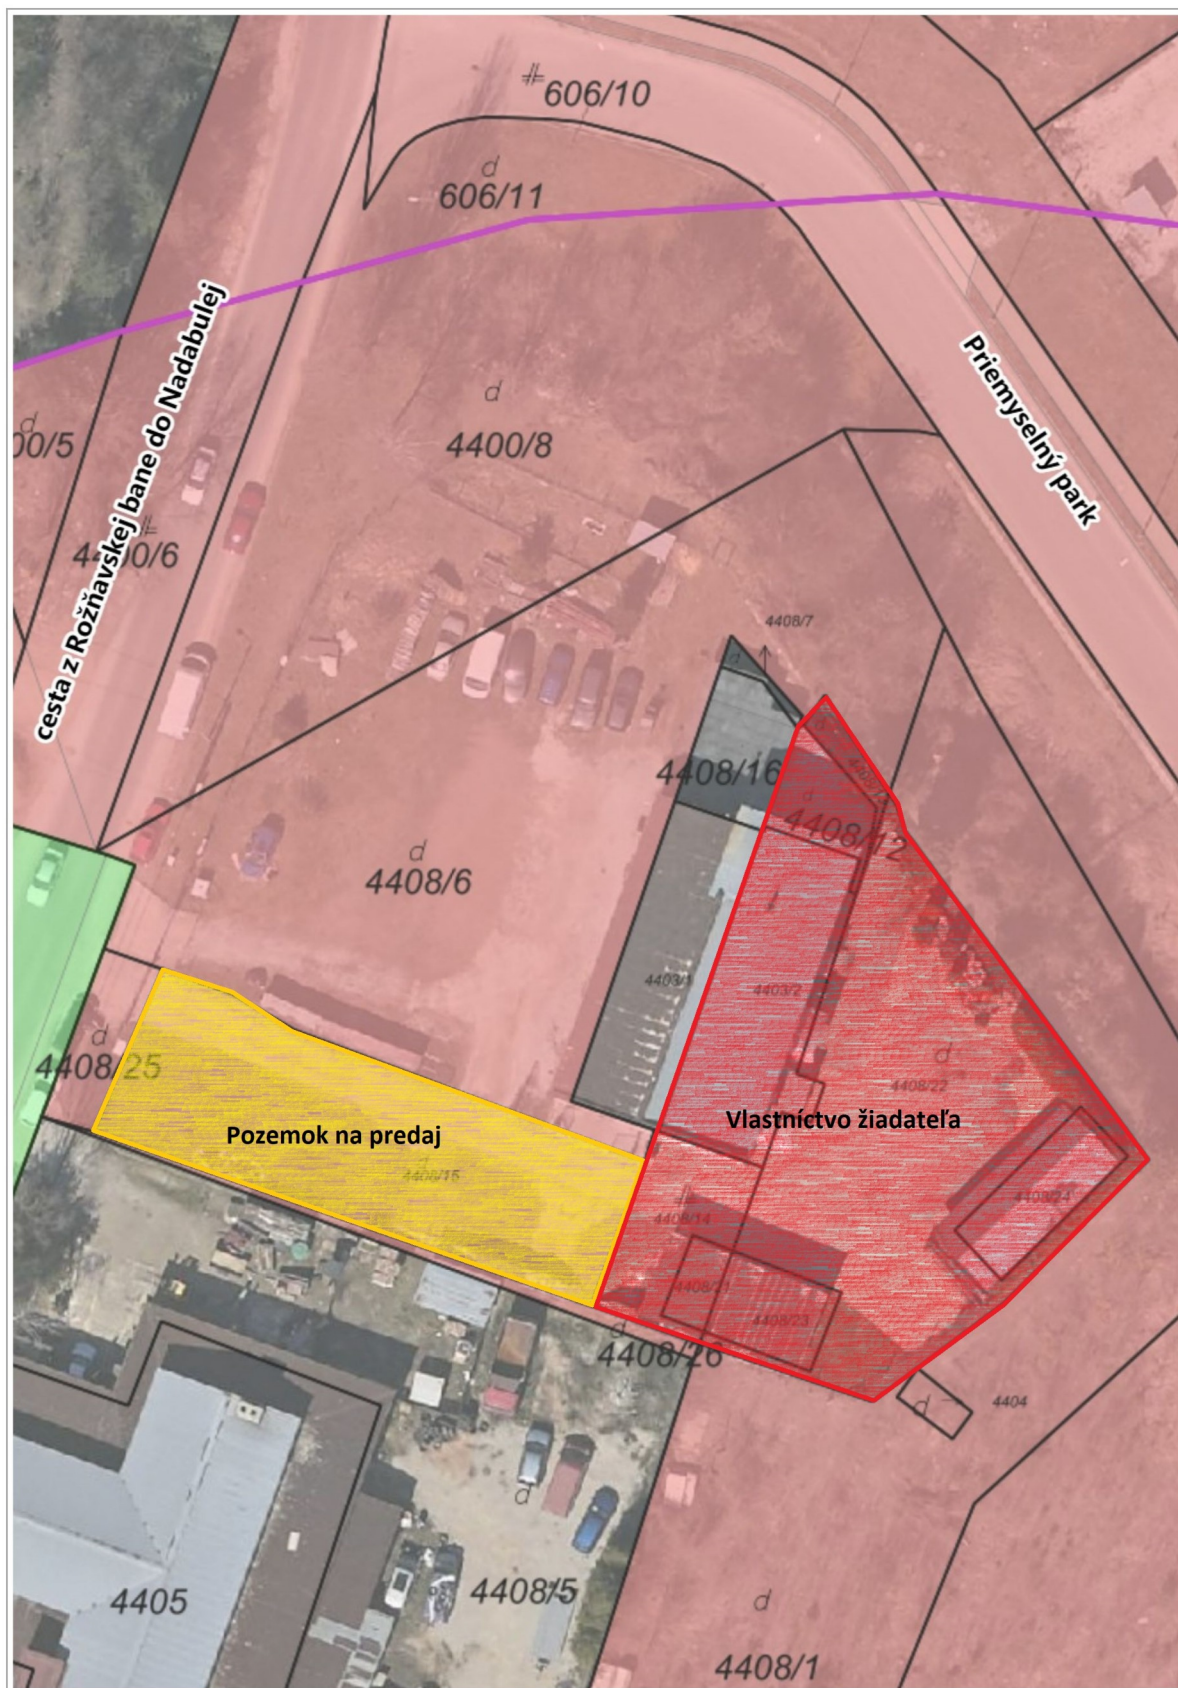 606/10
d
606/11
cesta z Rožňavskej bane do Nadabulej
Priemyselný park
d
4400/8
d
00/5
4400/6
4408/7
d
4408/16
d
d
4408/12
d
4408/6
4403/1
4403/2
d
4408/25
d
4408/22
Vlastníctvo žiadateľa
Pozemok na predaj
4408/15
4408/24
4408/14
4408/21
4408/23
d
4408/26
d
4404
d
4405
4408/5
d
4408/1